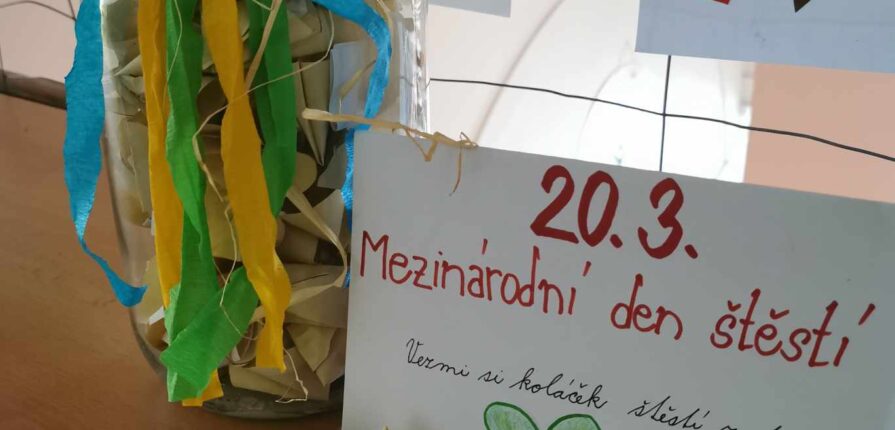 20.3.
Mezinárodní den štěstí
Vezmi si koláček štěstí